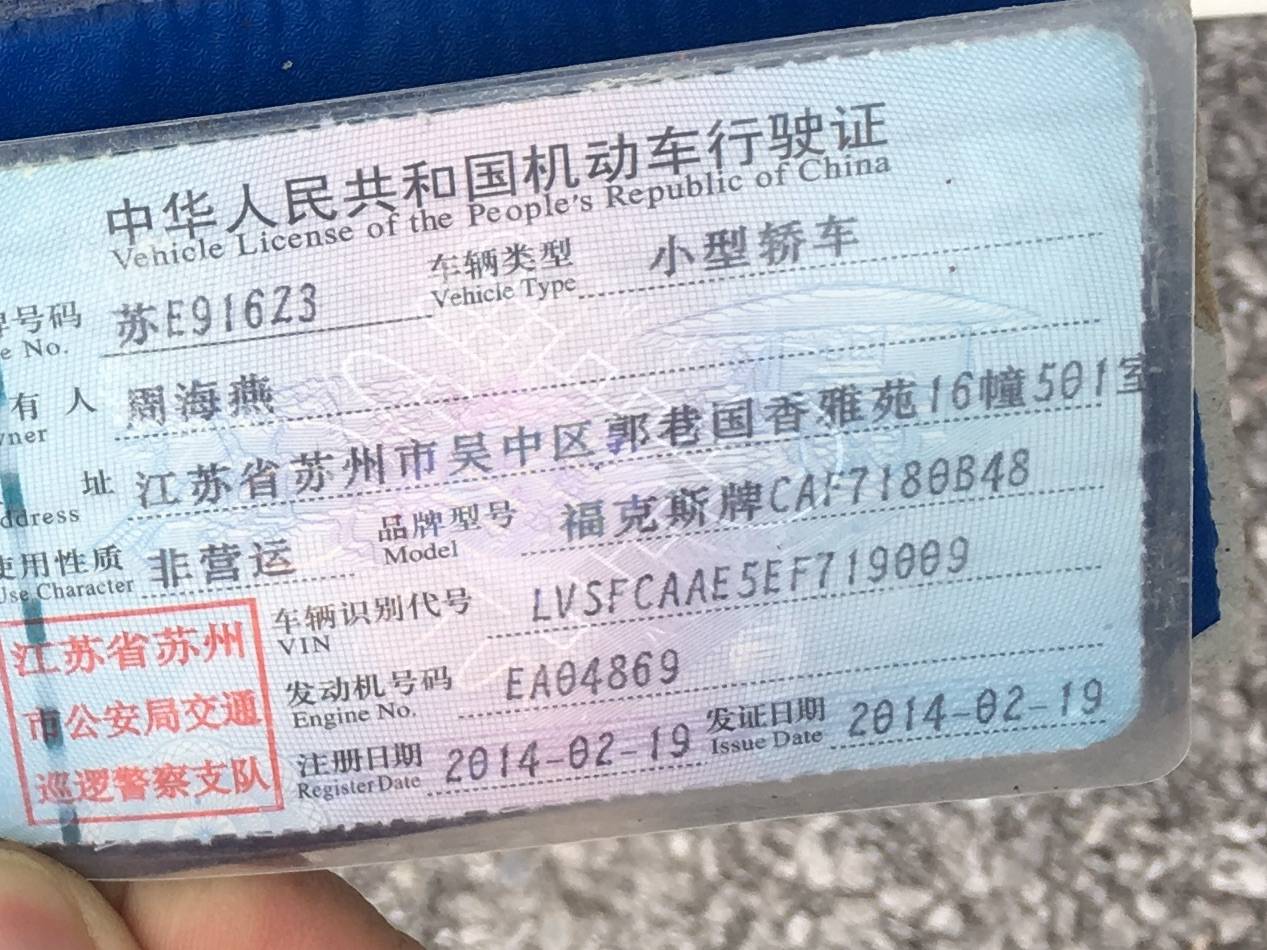 中华人民共和国机动车行驶证
Vehicle License of the People's Republic of China
号码 苏E916Z3 车辆类型 小型轿车
e No. Vehicle Type
有人 周海燕
wner
址 江苏省苏州市吴中区郭巷国香雅苑16幢501室
ddress
使用性质 非营运 品牌型号 福克斯牌CAF7180B48
Use Character Model
车辆识别代号 LVSFCAAE5EF719009
VIN
发动机号码 EA04869
Engine No.
注册日期 2014-02-19 发证日期 2014-02-19
Register Date Issue Date
江苏省苏州
市公安局交通
巡逻警察支队